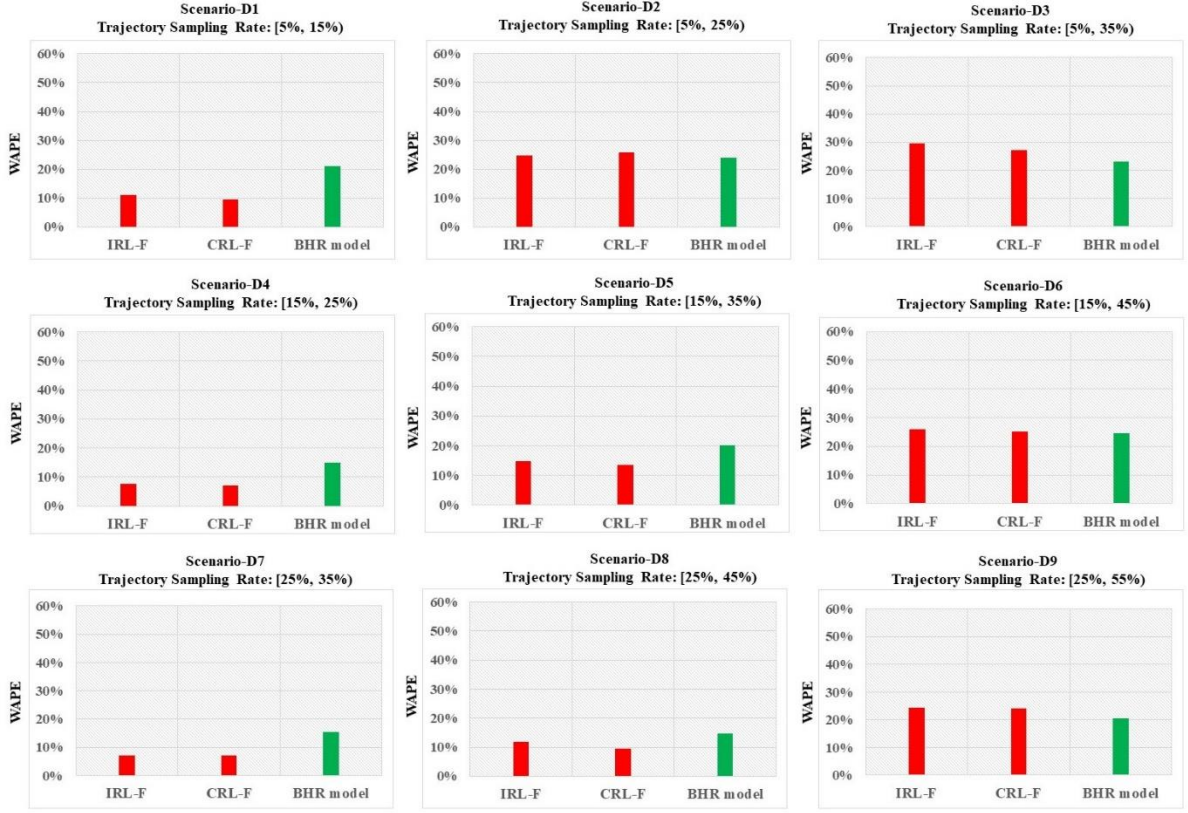 Scenario-D1
Trajectory Sampling Rate: [5%, 15%)
60%
50%
40%
30%
20%
10%
0%
WAPE
IRL-F CRL-F BHR model
Scenario-D2
Trajectory Sampling Rate: [5%, 25%)
60%
50%
40%
30%
20%
10%
0%
WAPE
IRL-F CRL-F BHR model
Scenario-D3
Trajectory Sampling Rate: [5%, 35%)
60%
50%
40%
30%
20%
10%
0%
WAPE
IRL-F CRL-F BHR model
Scenario-D4
Trajectory Sampling Rate: [15%, 25%)
60%
50%
40%
30%
20%
10%
0%
WAPE
IRL-F CRL-F BHR model
Scenario-D5
Trajectory Sampling Rate: [15%, 35%)
60%
50%
40%
30%
20%
10%
0%
WAPE
IRL-F CRL-F BHR model
Scenario-D6
Trajectory Sampling Rate: [15%, 45%)
60%
50%
40%
30%
20%
10%
0%
WAPE
IRL-F CRL-F BHR model
Scenario-D7
Trajectory Sampling Rate: [25%, 35%)
60%
50%
40%
30%
20%
10%
0%
WAPE
IRL-F CRL-F BHR model
Scenario-D8
Trajectory Sampling Rate: [25%, 45%)
60%
50%
40%
30%
20%
10%
0%
WAPE
IRL-F CRL-F BHR model
Scenario-D9
Trajectory Sampling Rate: [25%, 55%)
60%
50%
40%
30%
20%
10%
0%
WAPE
IRL-F CRL-F BHR model